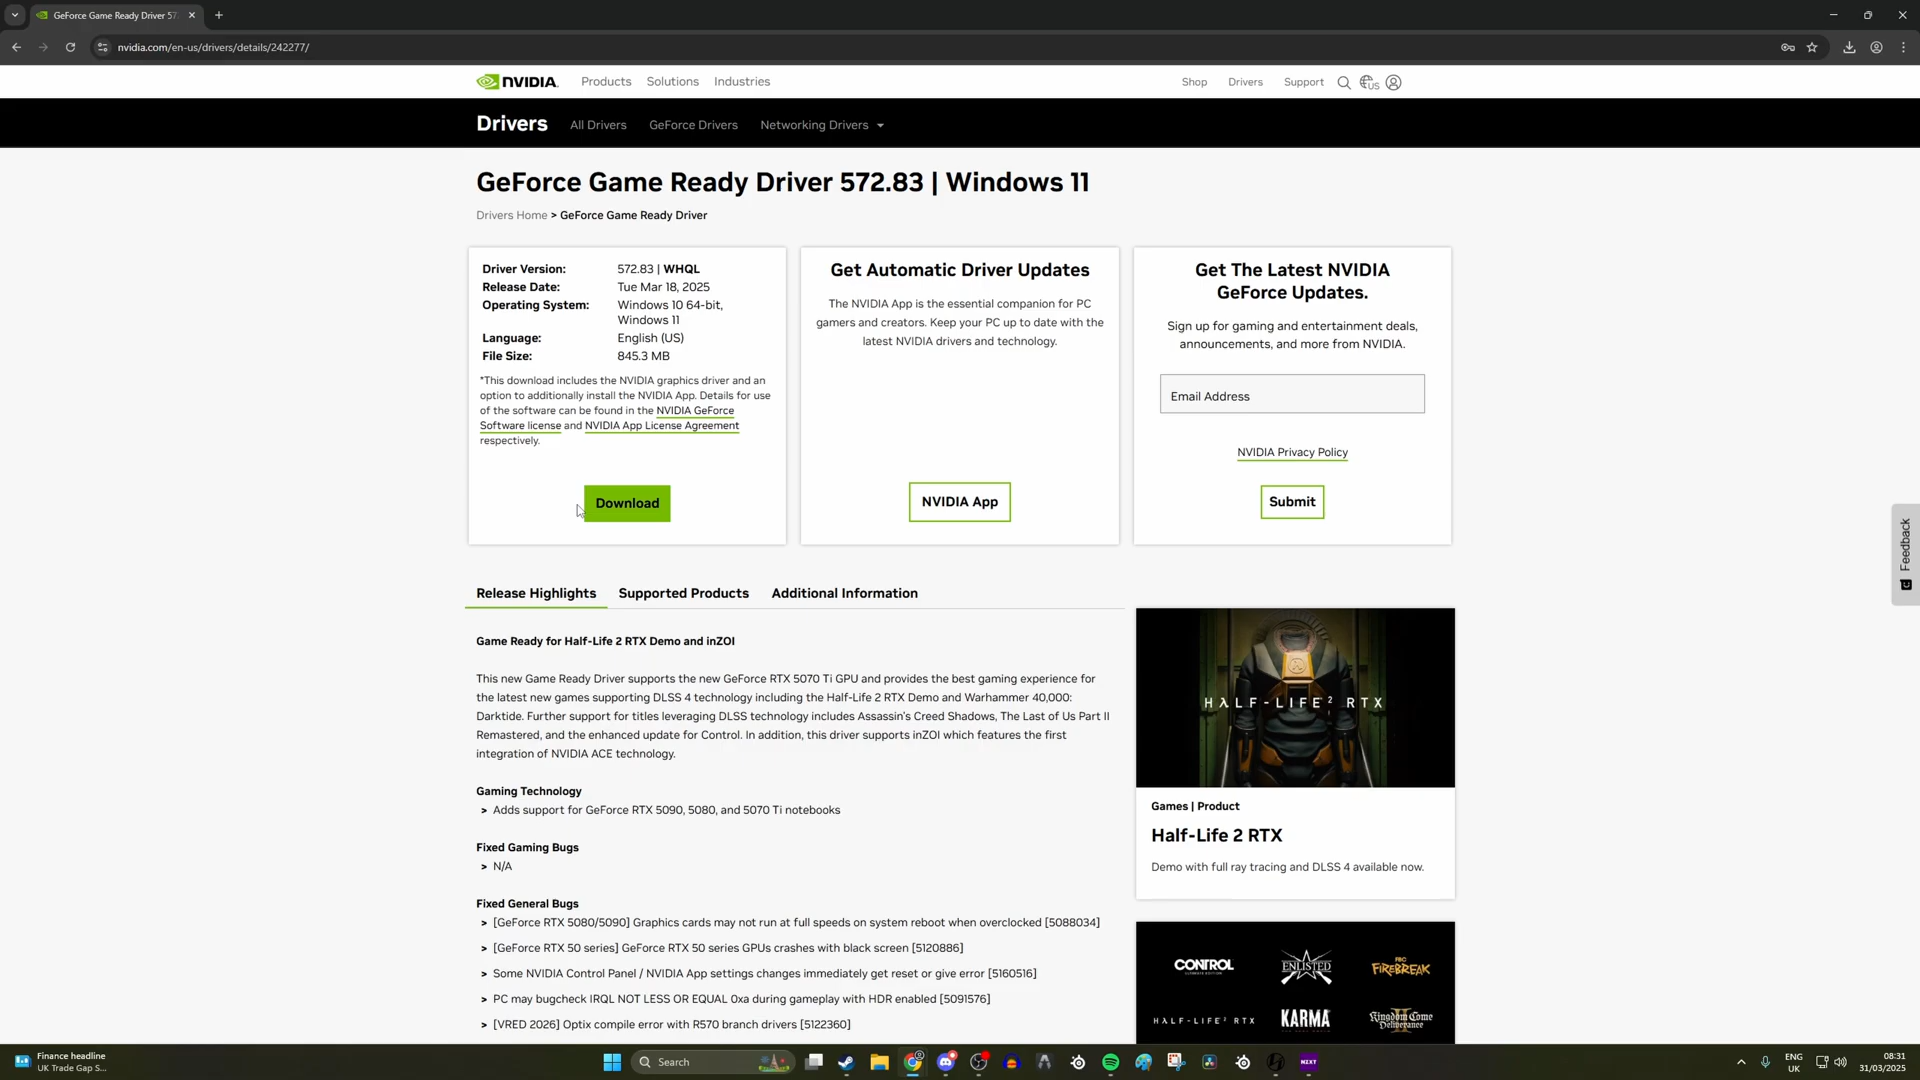 GeForce Game Ready Driver 57
nvidia.com/en-us/drivers/details/242277/
NVIDIA.
Products
Solutions
Industries
Shop
Drivers
Support
US
Drivers
All Drivers
GeForce Drivers
Networking Drivers
GeForce Game Ready Driver 572.83 | Windows 11
Drivers Home > GeForce Game Ready Driver
Driver Version: 572.83 | WHQL
Release Date: Tue Mar 18, 2025
Operating System: Windows 10 64-bit,
Windows 11
Language: English (US)
File Size: 845.3 MB
*This download includes the NVIDIA graphics driver and an
option to additionally install the NVIDIA App. Details for use
of the software can be found in the NVIDIA GeForce
Software license and NVIDIA App License Agreement
respectively.
Download
Get Automatic Driver Updates
The NVIDIA App is the essential companion for PC
gamers and creators. Keep your PC up to date with the
latest NVIDIA drivers and technology.
NVIDIA App
Get The Latest NVIDIA
GeForce Updates.
Sign up for gaming and entertainment deals,
announcements, and more from NVIDIA.
Email Address
NVIDIA Privacy Policy
Submit
Feedback
Release Highlights
Supported Products
Additional Information
Game Ready for Half-Life 2 RTX Demo and inZOI
This new Game Ready Driver supports the new GeForce RTX 5070 Ti GPU and provides the best gaming experience for
the latest new games supporting DLSS 4 technology including the Half-Life 2 RTX Demo and Warhammer 40,000:
Darktide. Further support for titles leveraging DLSS technology includes Assassin's Creed Shadows, The Last of Us Part II
Remastered, and the enhanced update for Control. In addition, this driver supports inZOI which features the first
integration of NVIDIA ACE technology.
Gaming Technology
> Adds support for GeForce RTX 5090, 5080, and 5070 Ti notebooks
Fixed Gaming Bugs
> N/A
Fixed General Bugs
> [GeForce RTX 5080/5090] Graphics cards may not run at full speeds on system reboot when overclocked [5088034]
> [GeForce RTX 50 series] GeForce RTX 50 series GPUs crashes with black screen [5120886]
> Some NVIDIA Control Panel / NVIDIA App settings changes immediately get reset or give error [5160516]
> PC may bugcheck IRQL NOT LESS OR EQUAL 0xa during gameplay with HDR enabled [5091576]
> [VRED 2026] Optix compile error with R570 branch drivers [5122360]
HλLF-LIFE² RTX
Games | Product
Half-Life 2 RTX
Demo with full ray tracing and DLSS 4 available now.
CONTROL
ENLISTED
FBC
FIREBREAK
HλLF-LIFE² RTX
KARMA
Kingdom Come
Deliverance
II
Finance headline
UK Trade Gap S...
Search
NZXT
ENG
UK
08:31
31/03/2025